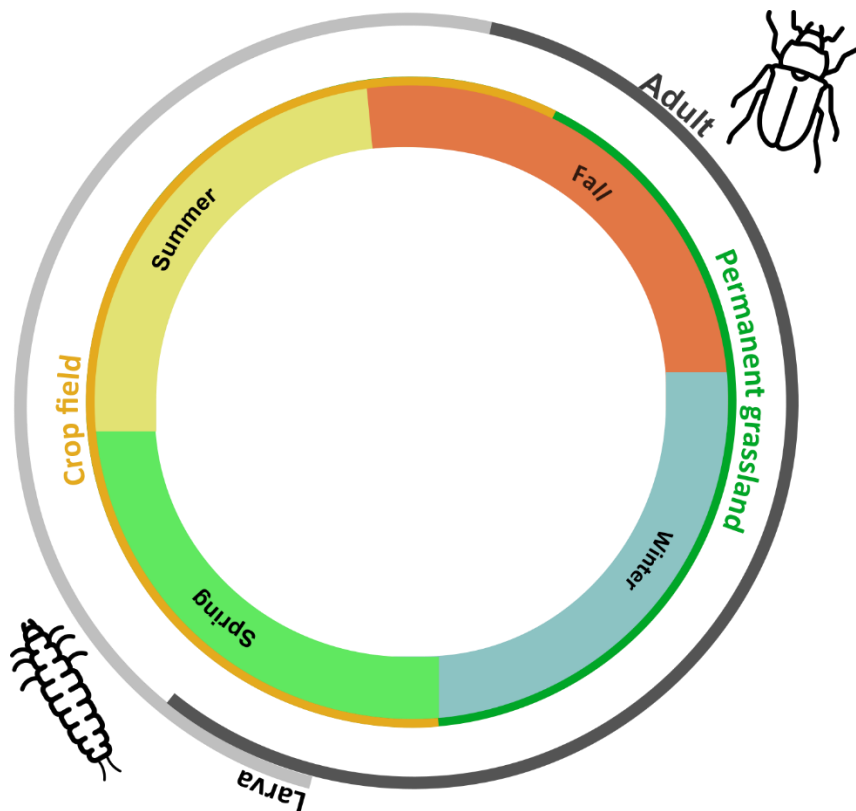 Adult
Fall
Summer
Permanent grassland
Crop field
Winter
Spring
Larva